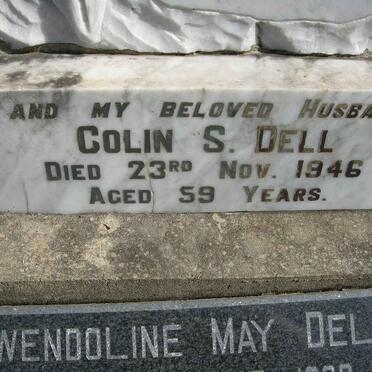 AND MY BELOVED HUSBA
COLIN S. DELL
DIED 23RD NOV. 1946
AGED 59 YEARS.
WENDOLINE MAY DEL